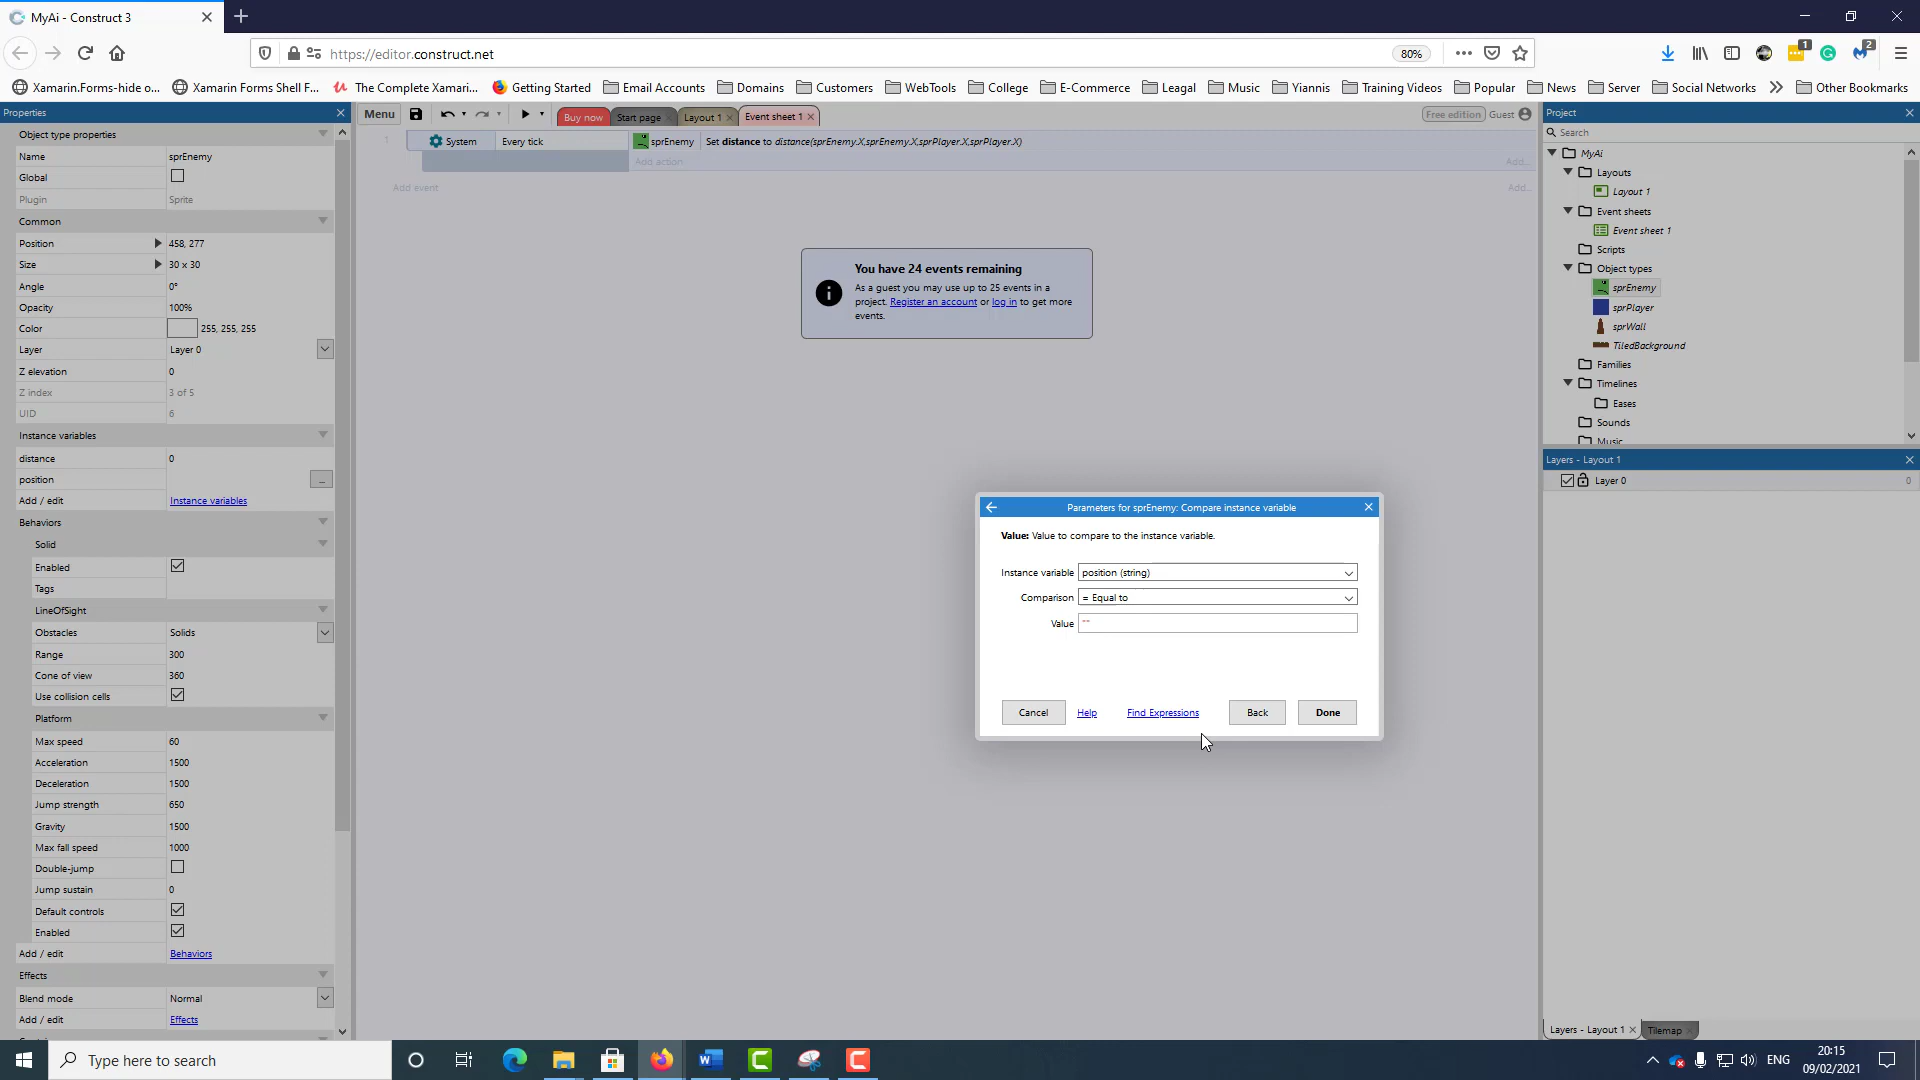 MyAi - Construct 3
https://editor.construct.net
80%
1
2
Xamarin.Forms-hide o...
Xamarin Forms Shell F...
The Complete Xamari...
Getting Started
Email Accounts
Domains
Customers
WebTools
College
E-Commerce
Leagal
Music
Yiannis
Training Videos
Popular
News
Server
Social Networks
Other Bookmarks
Properties
Menu
Buy now
Start page
Layout 1
Event sheet 1
Free edition
Guest
Project
Object type properties
Name
sprEnemy
Global
Plugin
Sprite
Common
Position
458, 277
Size
30 x 30
Angle
0°
Opacity
100%
Color
255, 255, 255
Layer
Layer 0
Z elevation
0
Z index
3 of 5
UID
6
Instance variables
distance
0
position
...
Add / edit
Instance variables
Behaviors
Solid
Enabled
Tags
LineOfSight
Obstacles
Solids
Range
300
Cone of view
360
Use collision cells
Platform
Max speed
60
Acceleration
1500
Deceleration
1500
Jump strength
650
Gravity
1500
Max fall speed
1000
Double-jump
Jump sustain
0
Default controls
Enabled
Add / edit
Behaviors
Effects
Blend mode
Normal
Add / edit
Effects
1
System
Every tick
sprEnemy
Set distance to distance(sprEnemy.X,sprEnemy.X,sprPlayer.X,sprPlayer.X)
Add action
Add...
Add event
Add...
You have 24 events remaining
As a guest you may use up to 25 events in a
project. Register an account or log in to get more
events.
Parameters for sprEnemy: Compare instance variable
Value: Value to compare to the instance variable.
Instance variable
position (string)
Comparison
= Equal to
Value
""
Cancel
Help
Find Expressions
Back
Done
Search
MyAi
Layouts
Layout 1
Event sheets
Event sheet 1
Scripts
Object types
sprEnemy
sprPlayer
sprWall
TiledBackground
Families
Timelines
Eases
Sounds
Music
Layers - Layout 1
Layer 0
0
Layers - Layout 1
Tilemap
Type here to search
ENG
20:15
09/02/2021